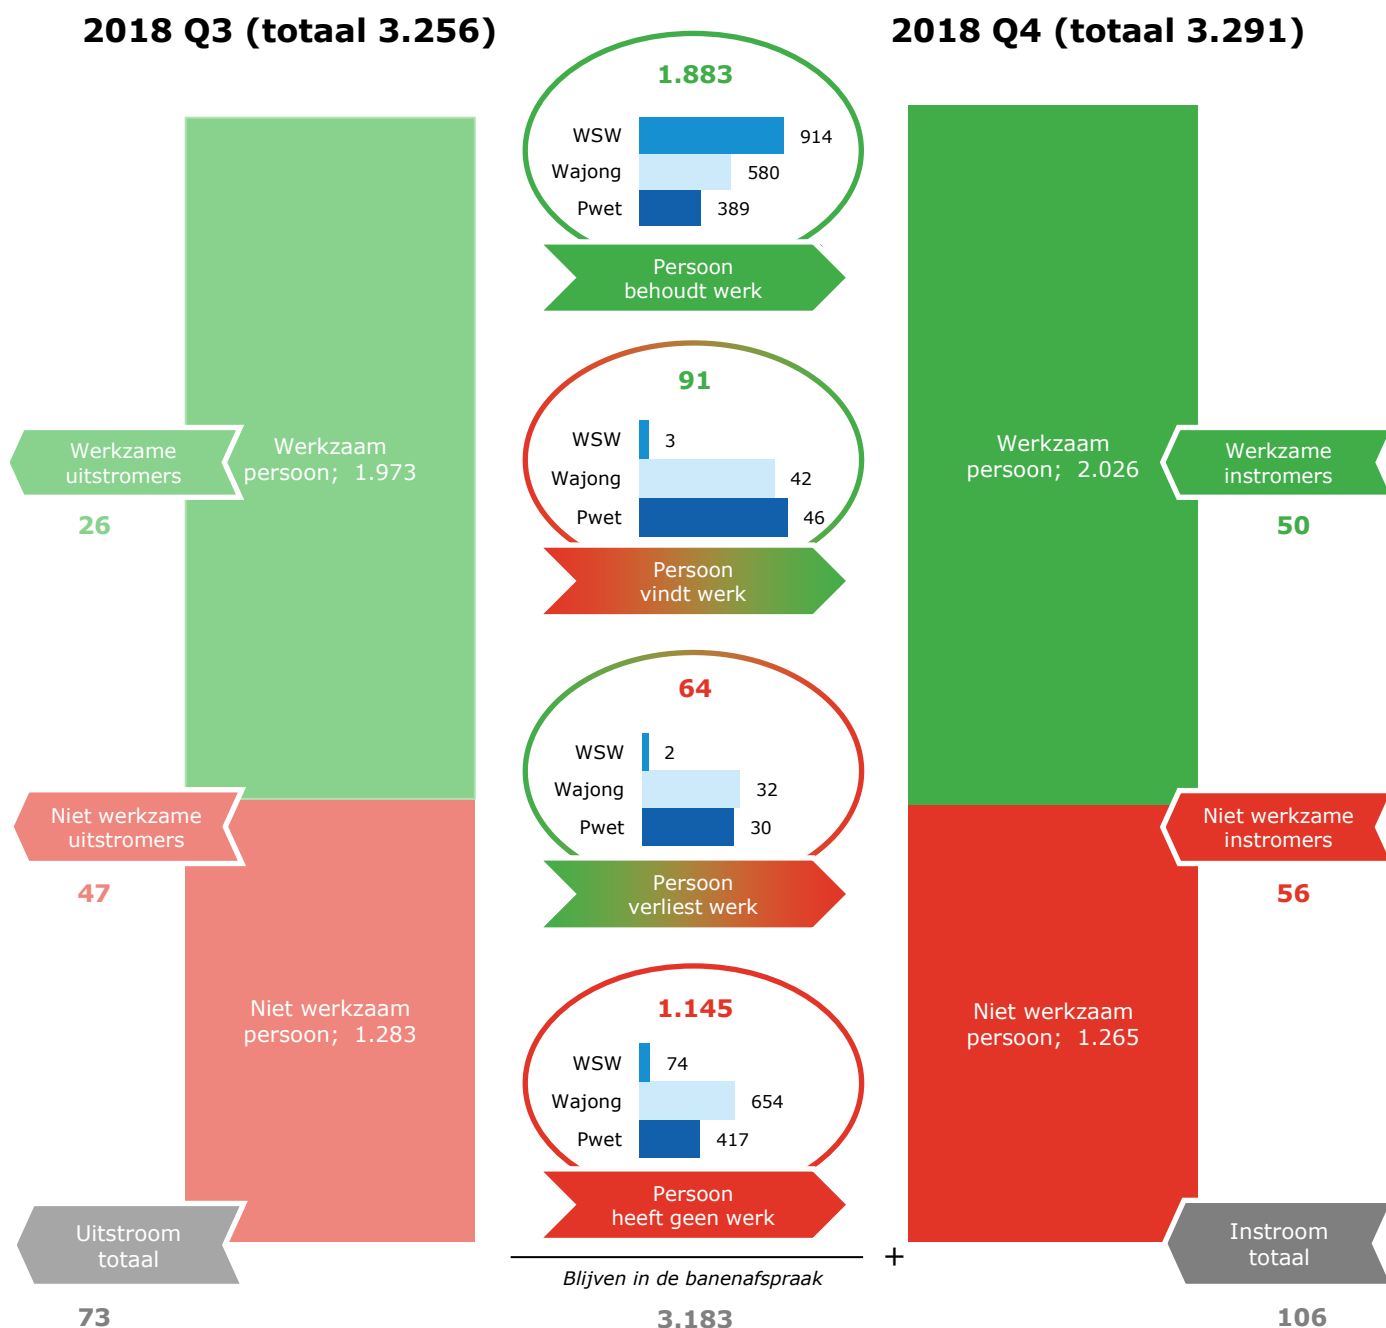 2018 Q3 (totaal 3.256)
2018 Q4 (totaal 3.291)
1.883
WSW 914
Wajong 580
Pwet 389
Persoon
behoudt werk
91
WSW 3
Wajong 42
Pwet 46
Persoon
vindt werk
64
WSW 2
Wajong 32
Pwet 30
Persoon
verliest werk
1.145
WSW 74
Wajong 654
Pwet 417
Persoon
heeft geen werk
+
Blijven in de banenafspraak
3.183
Werkzame
uitstromers
26
Werkzaam
persoon; 1.973
Niet werkzame
uitstromers
47
Niet werkzaam
persoon; 1.283
Uitstroom
totaal
73
Werkzaam
persoon; 2.026
Werkzame
instromers
50
Niet werkzame
instromers
56
Niet werkzaam
persoon; 1.265
Instroom
totaal
106